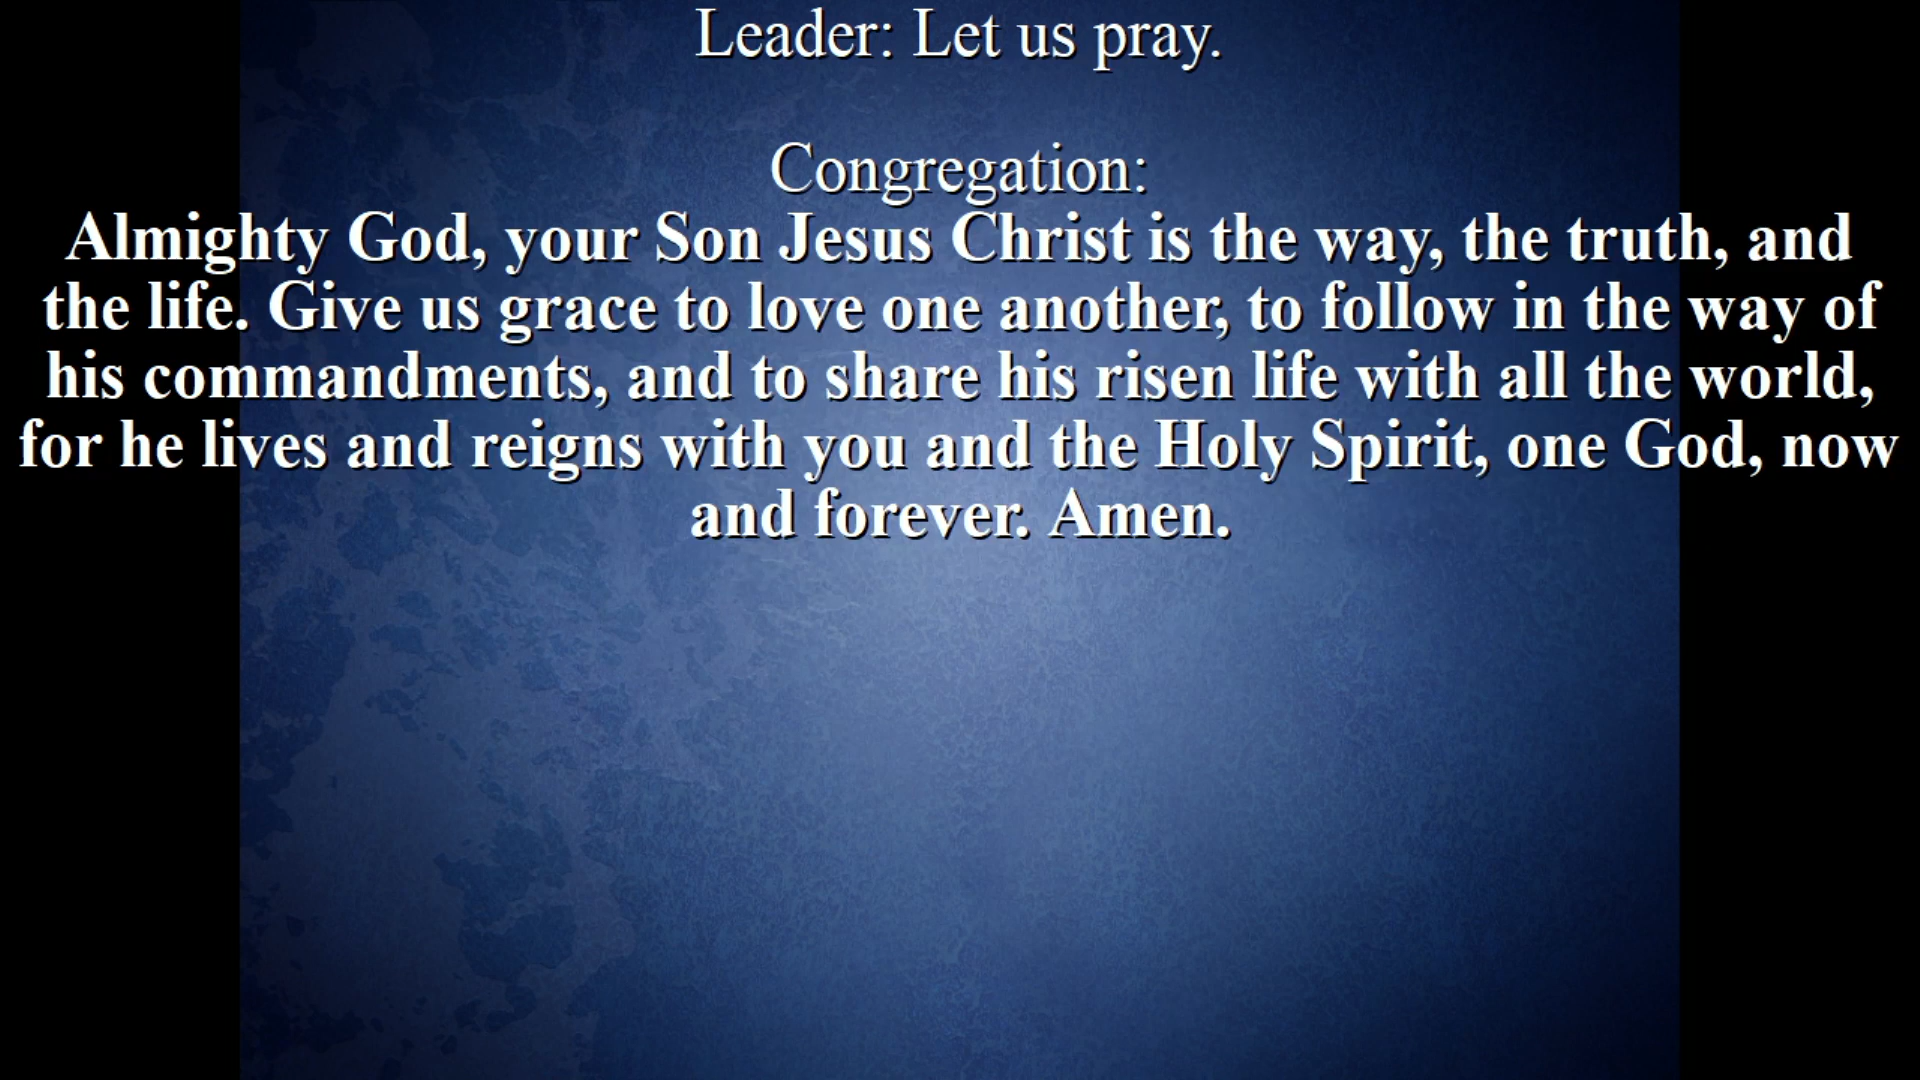 Leader: Let us pray.
Congregation:
Almighty God, your Son Jesus Christ is the way, the truth, and
the life. Give us grace to love one another, to follow in the way of
his commandments, and to share his risen life with all the world,
for he lives and reigns with you and the Holy Spirit, one God, now
and forever. Amen.